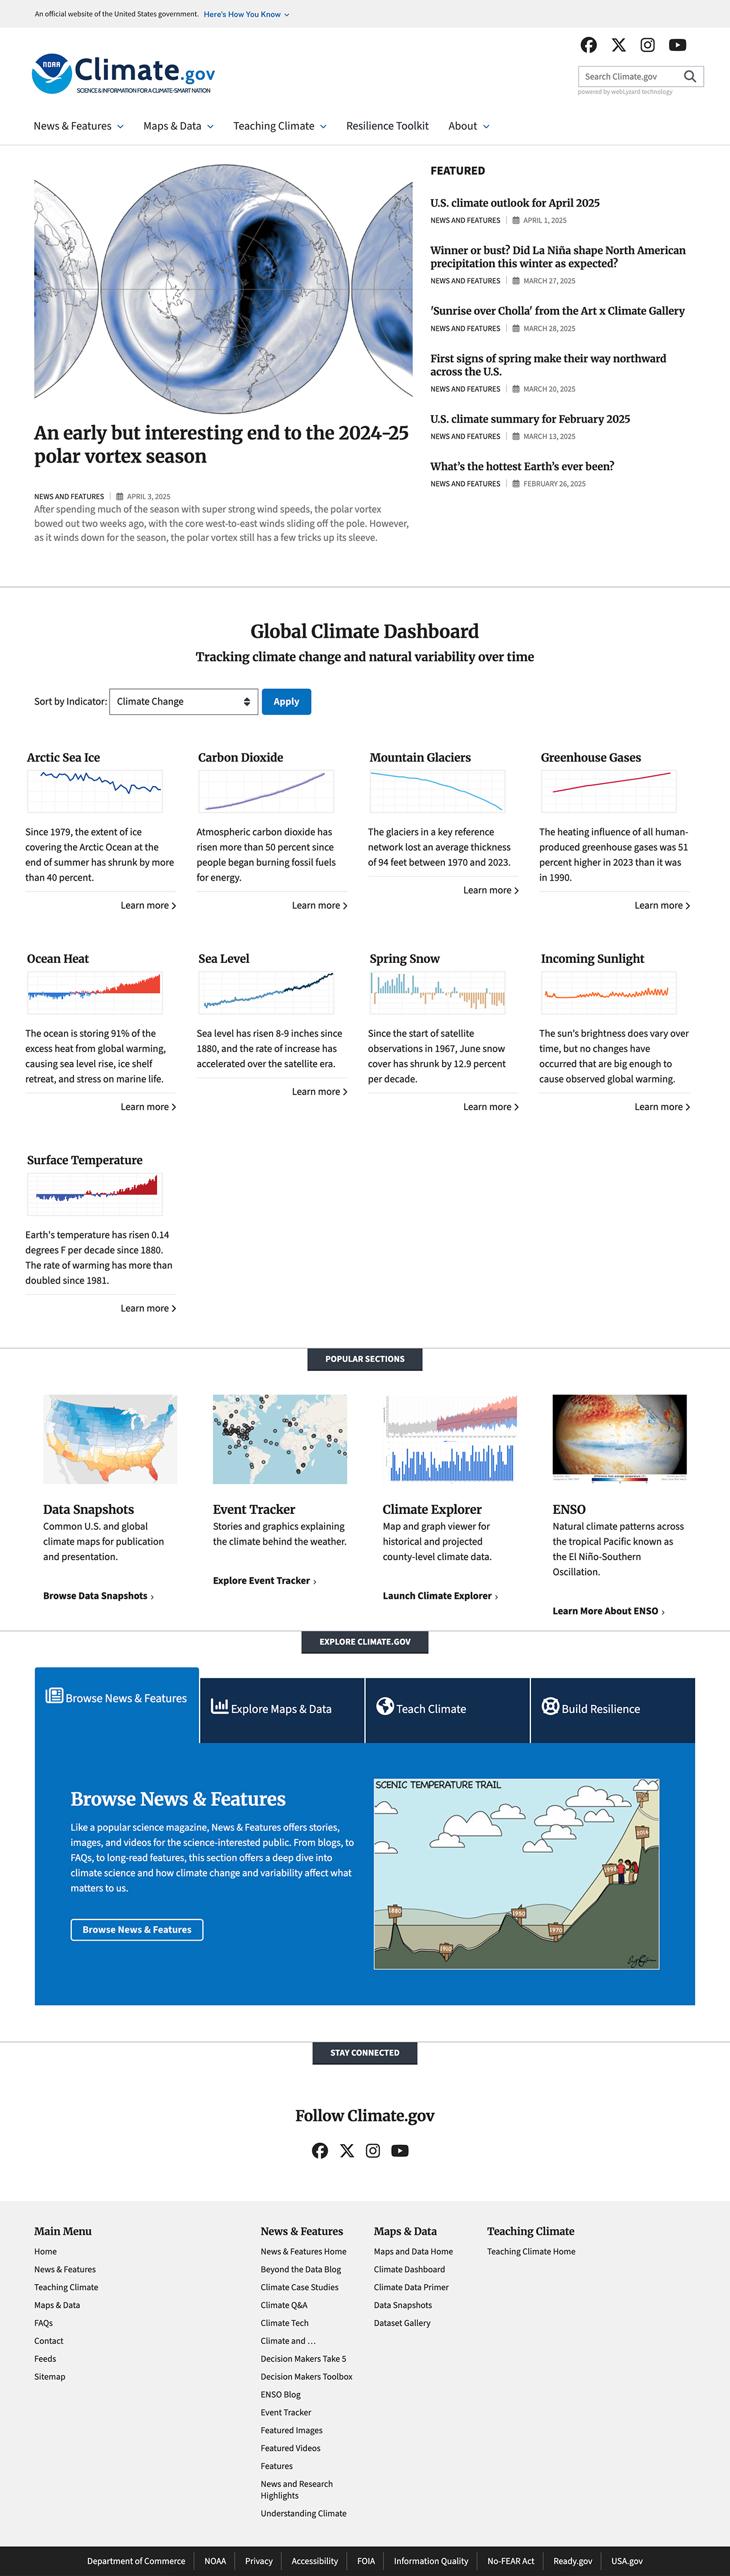 An official website of the United States government. Here's How You Know
NOAA
Climate.gov
SCIENCE & INFORMATION FOR A CLIMATE-SMART NATION
Search Climate.gov
powered by webLyzard technology
News & Features
Maps & Data
Teaching Climate
Resilience Toolkit
About
An early but interesting end to the 2024-25
polar vortex season
NEWS AND FEATURES | APRIL 3, 2025
After spending much of the season with super strong wind speeds, the polar vortex
bowed out two weeks ago, with the core west-to-east winds sliding off the pole. However,
as it winds down for the season, the polar vortex still has a few tricks up its sleeve.
FEATURED
U.S. climate outlook for April 2025
NEWS AND FEATURES | APRIL 1, 2025
Winner or bust? Did La Niña shape North American
precipitation this winter as expected?
NEWS AND FEATURES | MARCH 27, 2025
'Sunrise over Cholla' from the Art x Climate Gallery
NEWS AND FEATURES | MARCH 28, 2025
First signs of spring make their way northward
across the U.S.
NEWS AND FEATURES | MARCH 20, 2025
U.S. climate summary for February 2025
NEWS AND FEATURES | MARCH 13, 2025
What's the hottest Earth's ever been?
NEWS AND FEATURES | FEBRUARY 26, 2025
Global Climate Dashboard
Tracking climate change and natural variability over time
Sort by Indicator: Climate Change
Apply
Arctic Sea Ice
Since 1979, the extent of ice
covering the Arctic Ocean at the
end of summer has shrunk by more
than 40 percent.
Learn more
Carbon Dioxide
Atmospheric carbon dioxide has
risen more than 50 percent since
people began burning fossil fuels
for energy.
Learn more
Mountain Glaciers
The glaciers in a key reference
network lost an average thickness
of 94 feet between 1970 and 2023.
Learn more
Greenhouse Gases
The heating influence of all human-
produced greenhouse gases was 51
percent higher in 2023 than it was
in 1990.
Learn more
Ocean Heat
The ocean is storing 91% of the
excess heat from global warming,
causing sea level rise, ice shelf
retreat, and stress on marine life.
Learn more
Sea Level
Sea level has risen 8-9 inches since
1880, and the rate of increase has
accelerated over the satellite era.
Learn more
Spring Snow
Since the start of satellite
observations in 1967, June snow
cover has shrunk by 12.9 percent
per decade.
Learn more
Incoming Sunlight
The sun's brightness does vary over
time, but no changes have
occurred that are big enough to
cause observed global warming.
Learn more
Surface Temperature
Earth's temperature has risen 0.14
degrees F per decade since 1880.
The rate of warming has more than
doubled since 1981.
Learn more
POPULAR SECTIONS
Data Snapshots
Common U.S. and global
climate maps for publication
and presentation.
Browse Data Snapshots ›
Event Tracker
Stories and graphics explaining
the climate behind the weather.
Explore Event Tracker ›
Climate Explorer
Map and graph viewer for
historical and projected
county-level climate data.
Launch Climate Explorer ›
ENSO
Natural climate patterns across
the tropical Pacific known as
the El Niño-Southern
Oscillation.
Learn More About ENSO ›
EXPLORE CLIMATE.GOV
Browse News & Features
Explore Maps & Data
Teach Climate
Build Resilience
Browse News & Features
Like a popular science magazine, News & Features offers stories,
images, and videos for the science-interested public. From blogs, to
FAQs, to long-read features, this section offers a deep dive into
climate science and how climate change and variability affect what
matters to us.
Browse News & Features
SCENIC TEMPERATURE TRAIL
2014
1998
1880
1950
1970
STAY CONNECTED
Follow Climate.gov
Main Menu
Home
News & Features
Teaching Climate
Maps & Data
FAQs
Contact
Feeds
Sitemap
News & Features
News & Features Home
Beyond the Data Blog
Climate Case Studies
Climate Q&A
Climate Tech
Climate and …
Decision Makers Take 5
Decision Makers Toolbox
ENSO Blog
Event Tracker
Featured Images
Featured Videos
Features
News and Research
Highlights
Understanding Climate
Maps & Data
Maps and Data Home
Climate Dashboard
Climate Data Primer
Data Snapshots
Dataset Gallery
Teaching Climate
Teaching Climate Home
Department of Commerce | NOAA | Privacy | Accessibility | FOIA | Information Quality | No-FEAR Act | Ready.gov | USA.gov